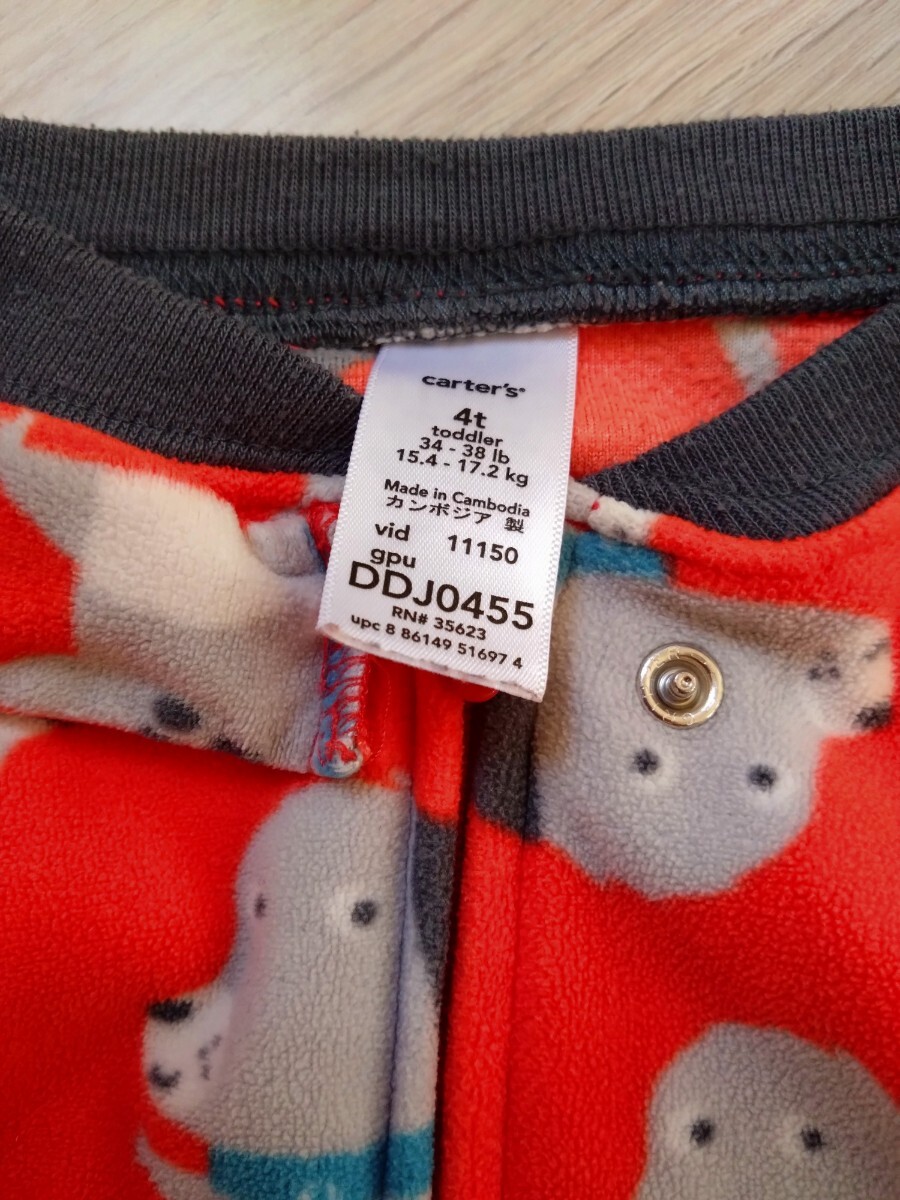 carter's
4t
toddler
34 - 38 lb
15.4 - 17.2 kg
Made in Cambodia
カンボジア 製
vid 11150
gpu
DDJ0455
RN# 35623
upc 8 86149 51697 4